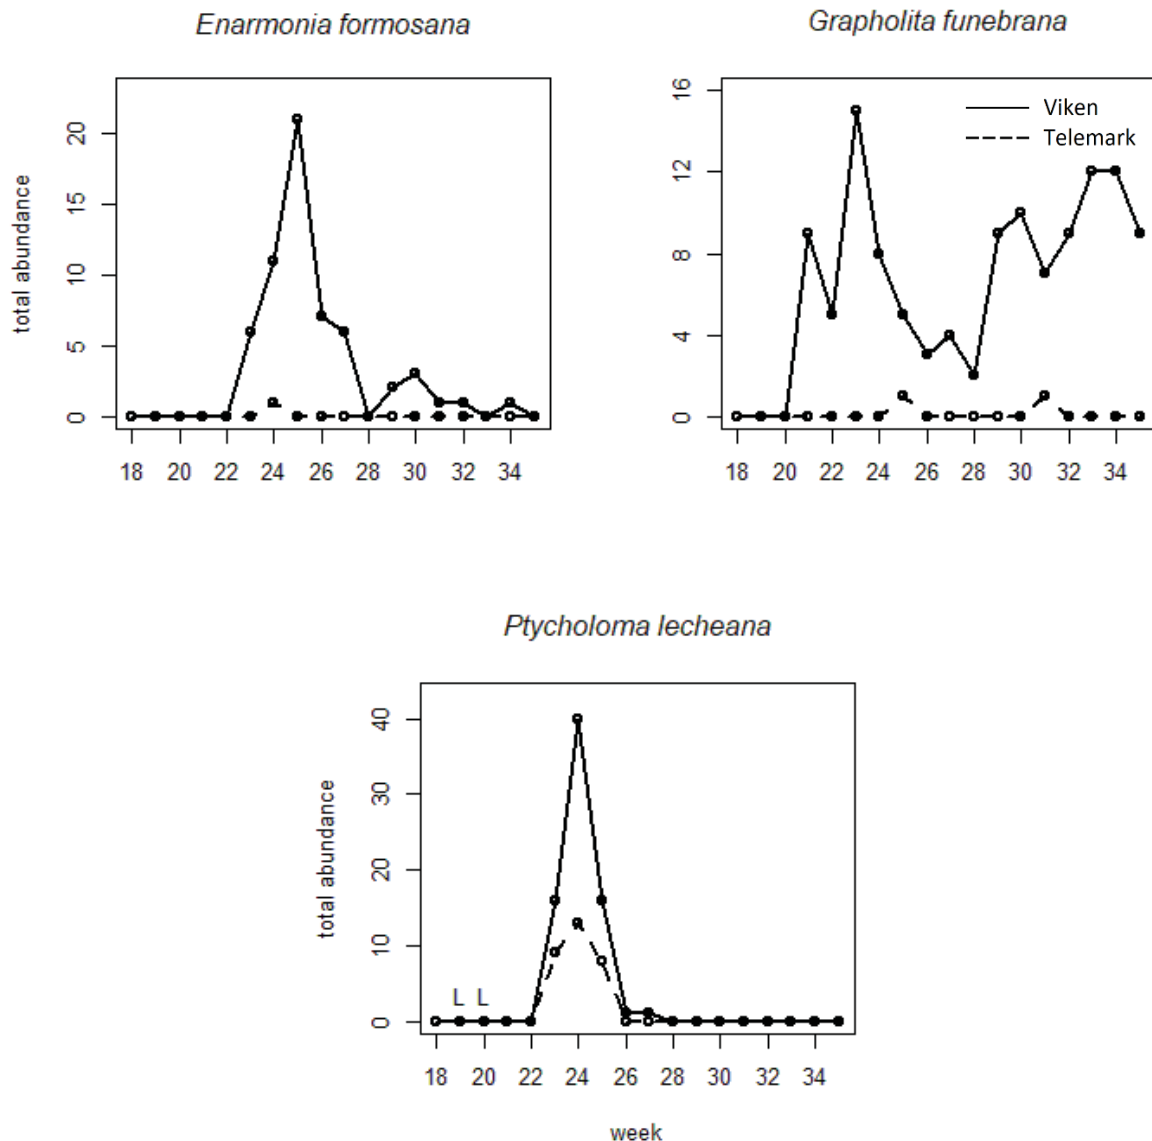 Enarmonia formosana
total abundance
20
15
10
5
0
18 20 22 24 26 28 30 32 34
Grapholita funebrana
Viken
Telemark
16
12
8
4
0
18 20 22 24 26 28 30 32 34
Ptycholoma lecheana
total abundance
40
30
20
10
0
L L
18 20 22 24 26 28 30 32 34
week